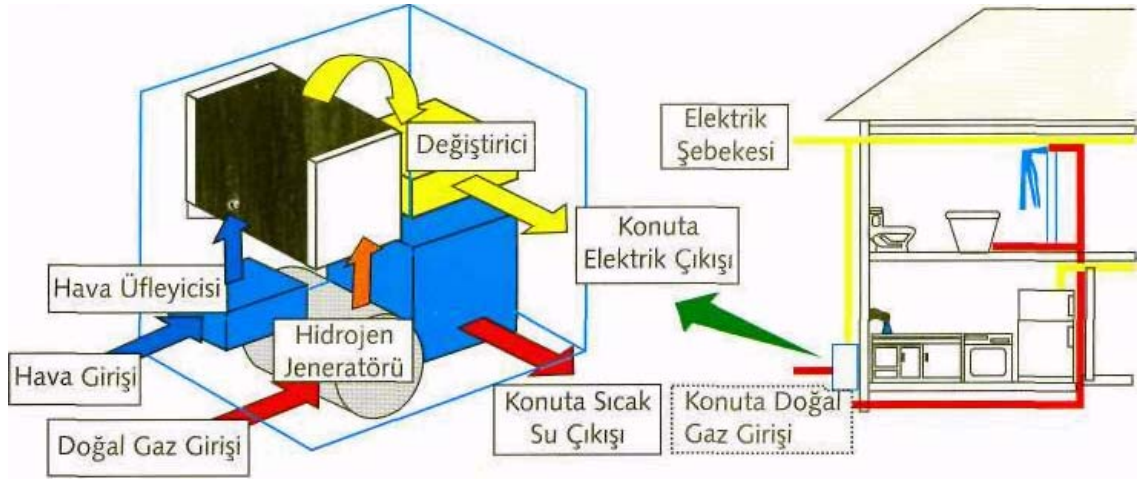 Değiştirici
Elektrik
Şebekesi
Konuta
Elektrik Çıkışı
Hava Üfleyicisi
Hidrojen
Jeneratörü
Hava Girişi
Doğal Gaz Girişi
Konuta Sıcak
Su Çıkışı
Konuta Doğal
Gaz Girişi